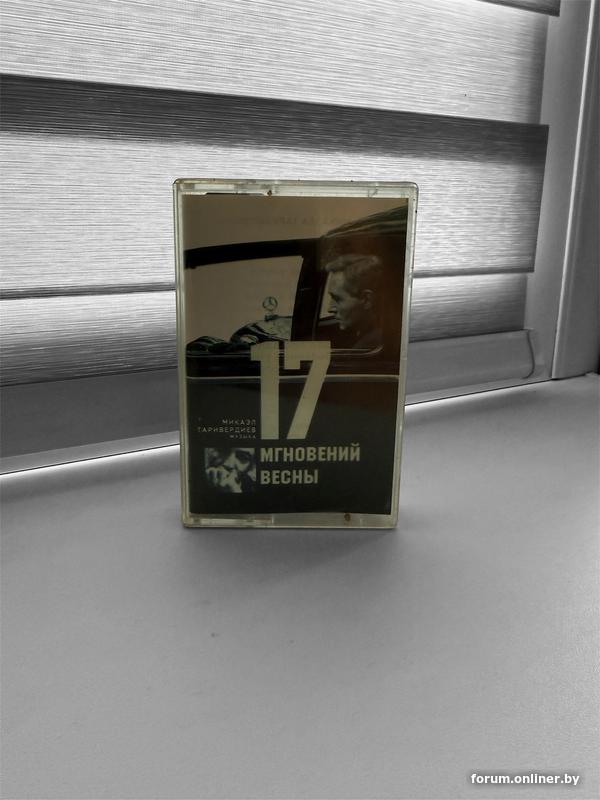 17
МИКАЭЛ
ТАРИВЕРДИЕВ
МУЗЫКА
МГНОВЕНИЙ
ВЕСНЫ
forum.onliner.by